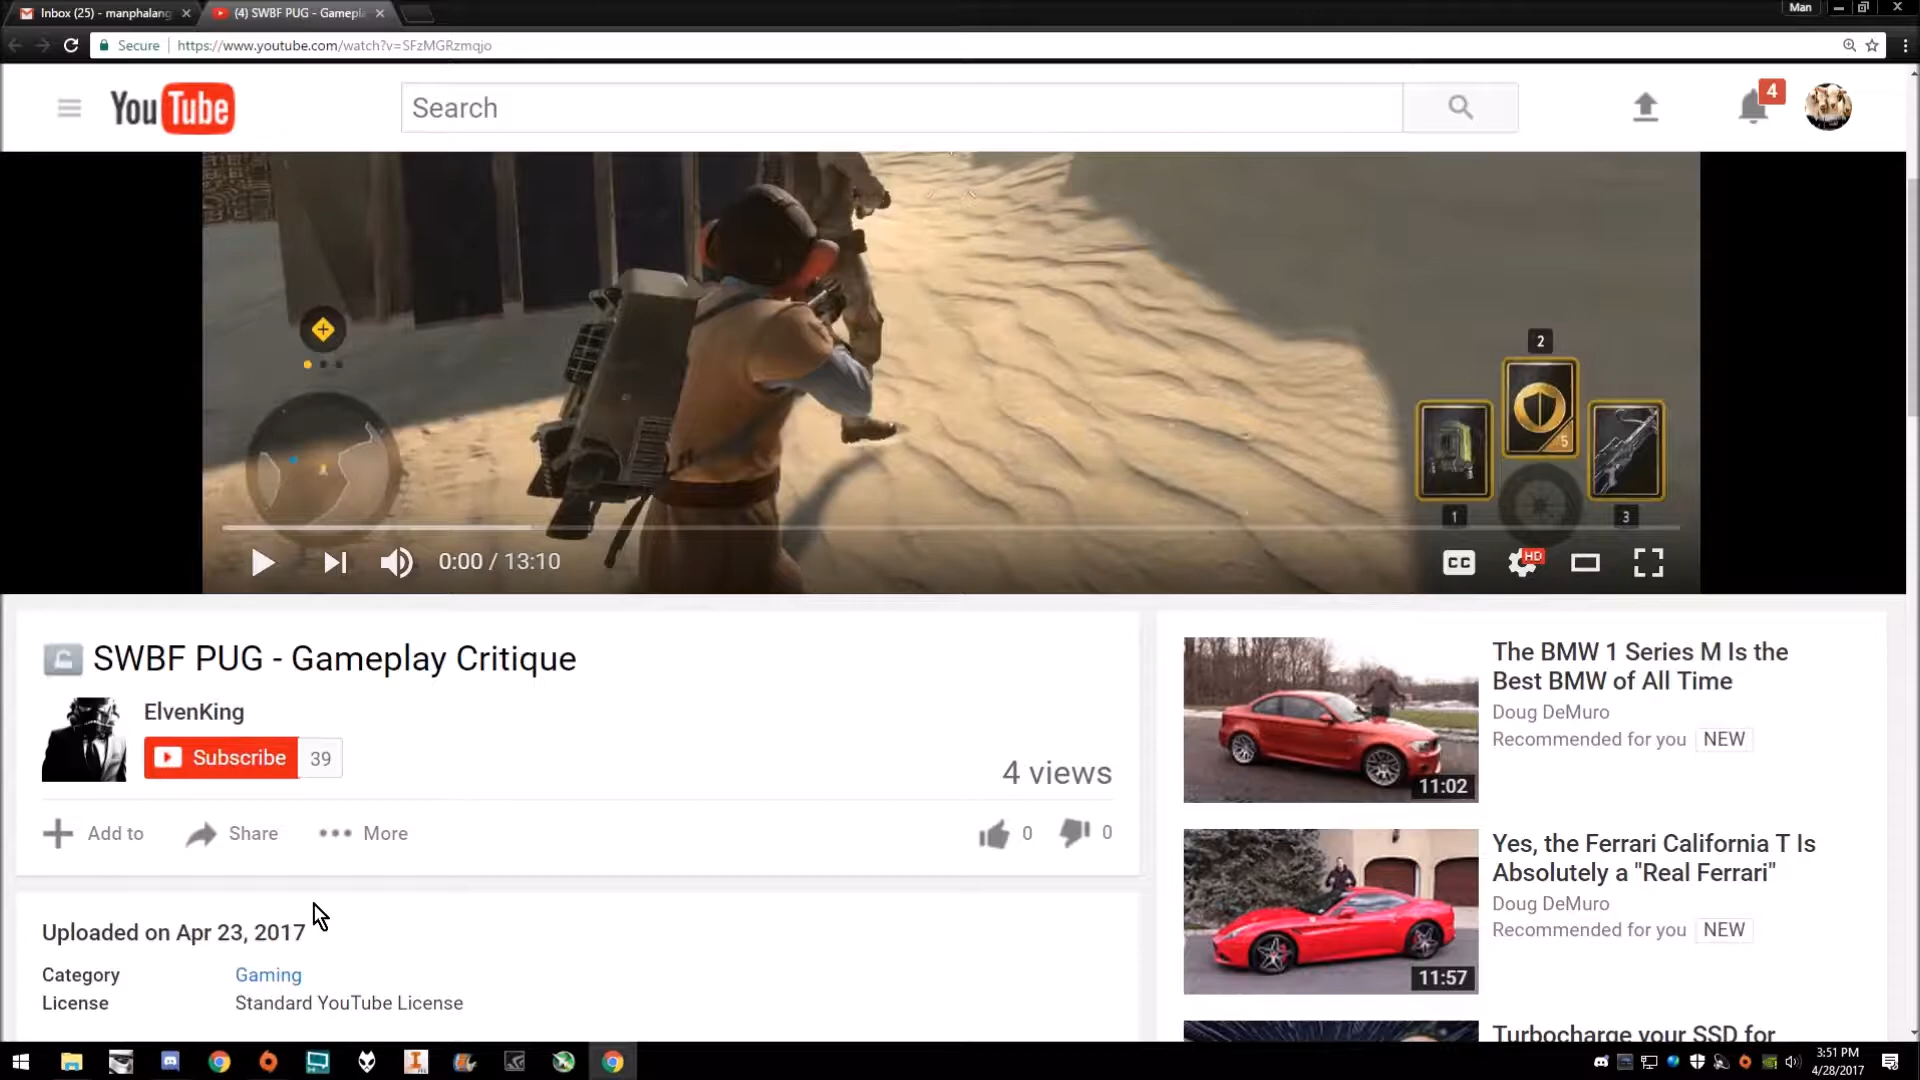 Inbox (25) - manphalang
(4) SWBF PUG - Gamepla
Man
Secure
https://www.youtube.com/watch?v=SFzMGRzmqjo
YouTube
Search
4
2
5
1
3
0:00 / 13:10
CC
HD
SWBF PUG - Gameplay Critique
ElvenKing
Subscribe 39
4 views
Add to
Share
More
0
0
Uploaded on Apr 23, 2017
Category Gaming
License Standard YouTube License
The BMW 1 Series M Is the
Best BMW of All Time
Doug DeMuro
Recommended for you NEW
11:02
Yes, the Ferrari California T Is
Absolutely a "Real Ferrari"
Doug DeMuro
Recommended for you NEW
11:57
Turbocharge your SSD for
3:51 PM
4/28/2017